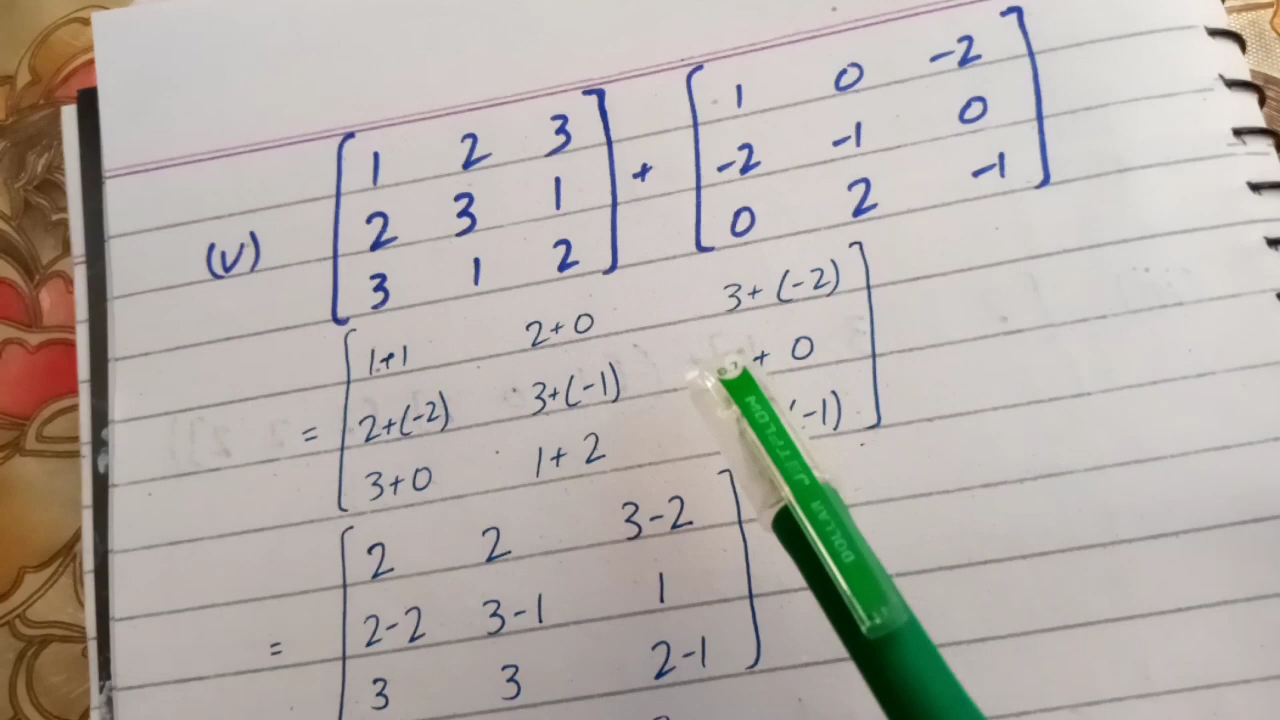 1 2 3 1 0 -2
2 3 1 + -2 -1 0
(v) 3 1 2 0 2 -1
1+1 2+0 3+(-2)
= 2+(-2) 3+(-1) + 0
3+0 1+2 (-1)
2 2 3-2
= 2-2 3-1 1
3 3 2-1
DOLLAR JETFLOW